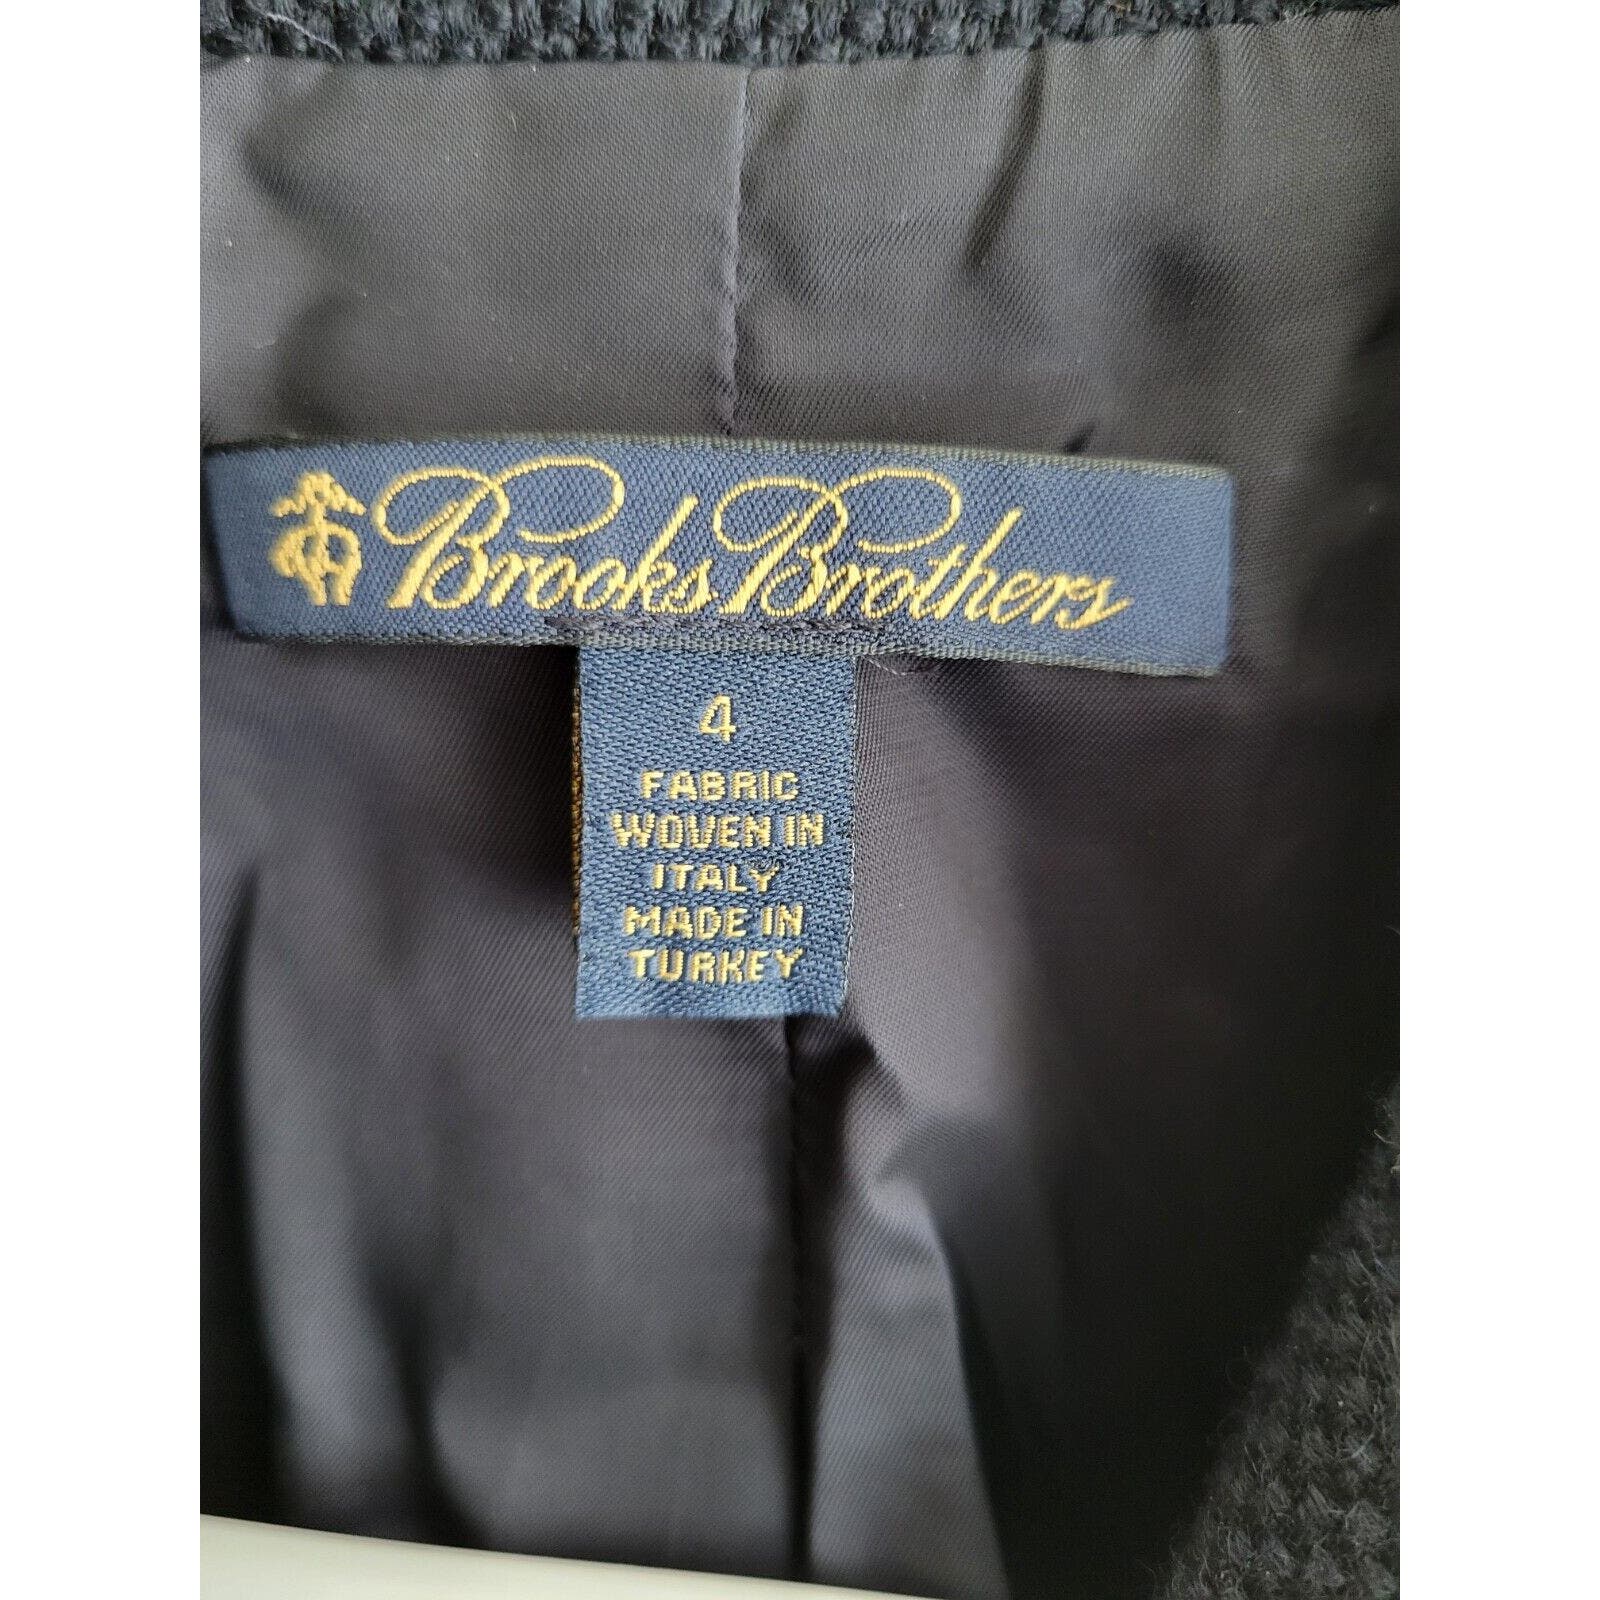 Brooks Brothers
4
FABRIC
WOVEN IN
ITALY
MADE IN
TURKEY